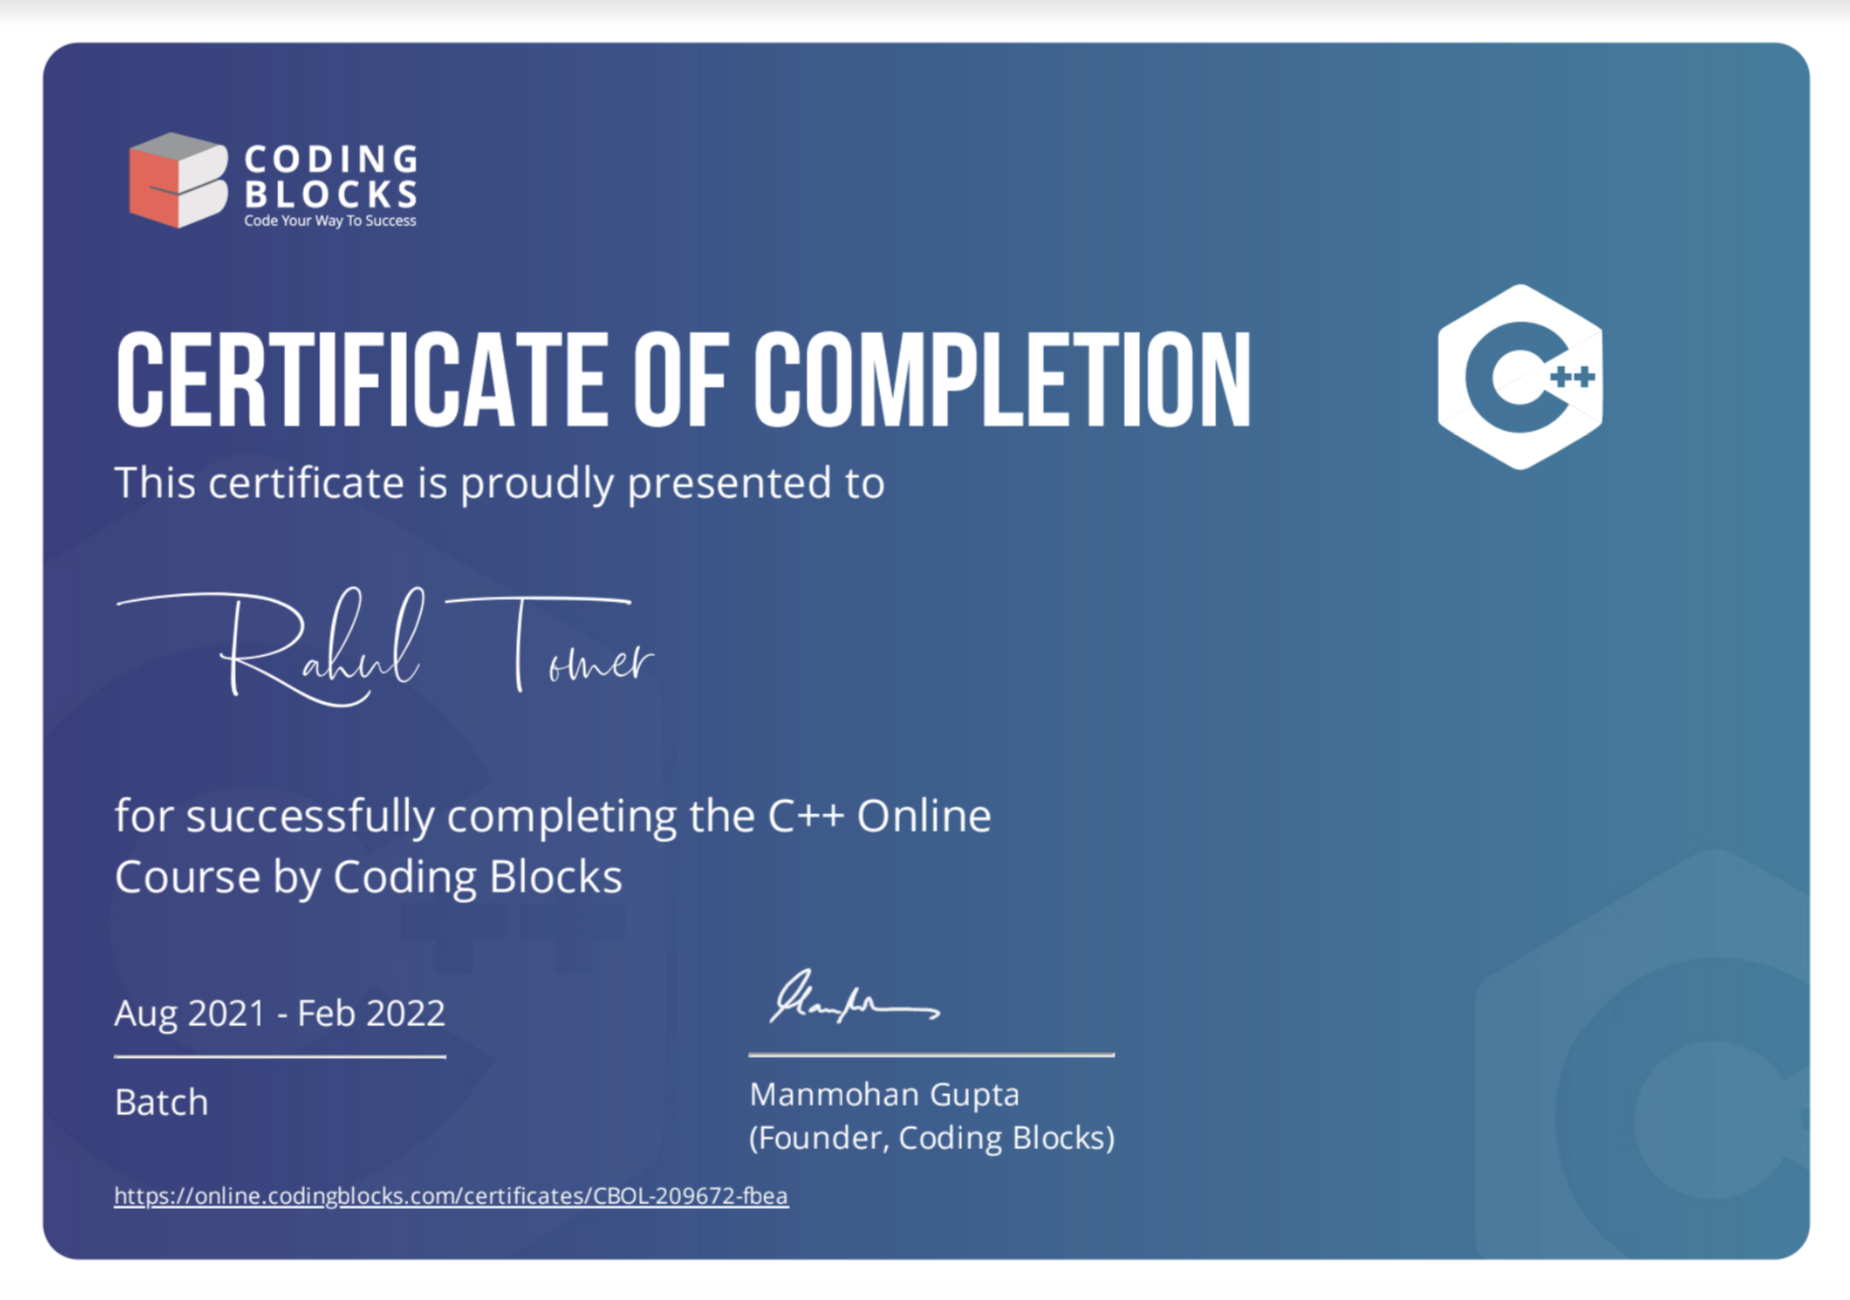 CODING
BLOCKS
Code Your Way To Success
CERTIFICATE OF COMPLETION
C++
This certificate is proudly presented to
Rahul Tomer
for successfully completing the C++ Online
Course by Coding Blocks
Aug 2021 - Feb 2022
Batch
Manmohan Gupta
(Founder, Coding Blocks)
https://online.codingblocks.com/certificates/CBOL-209672-fbea